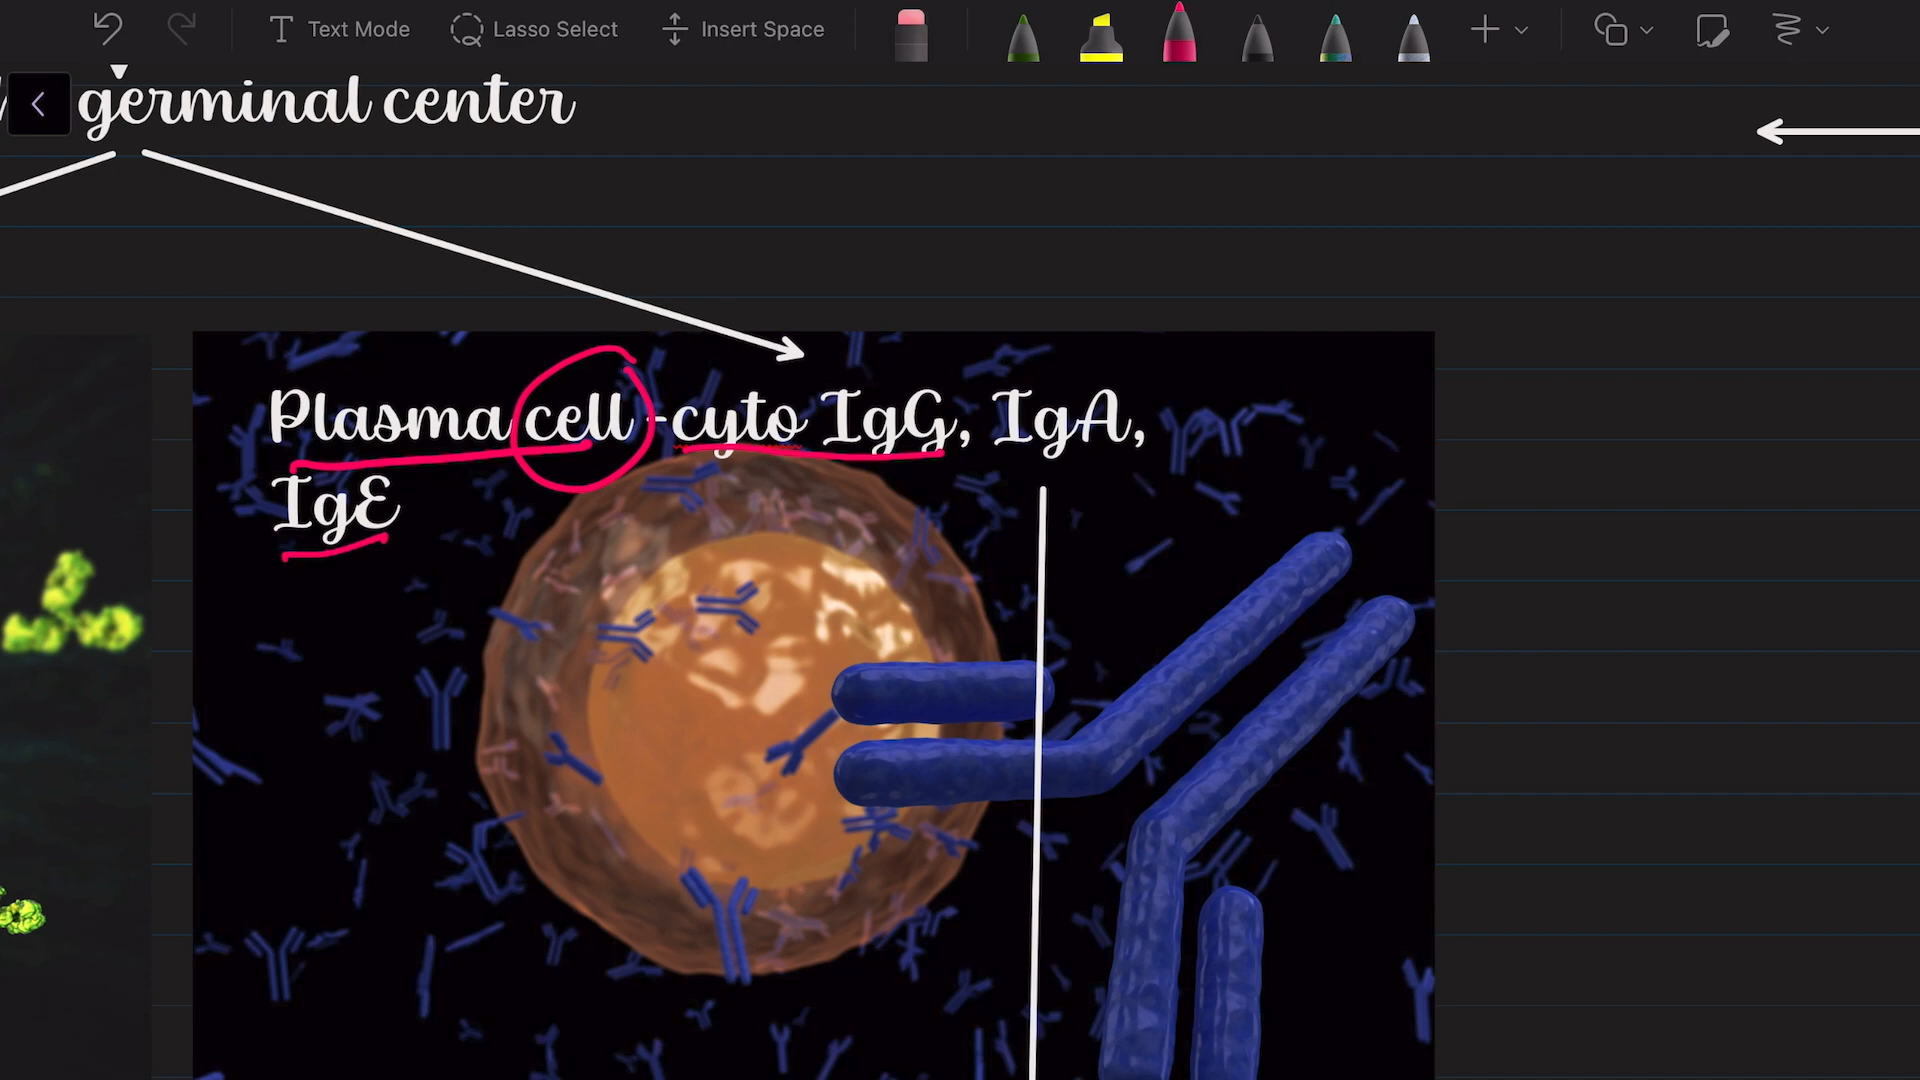 Text Mode Lasso Select Insert Space
germinal center
Plasma cell -cyto IgG, IgA,
IgE